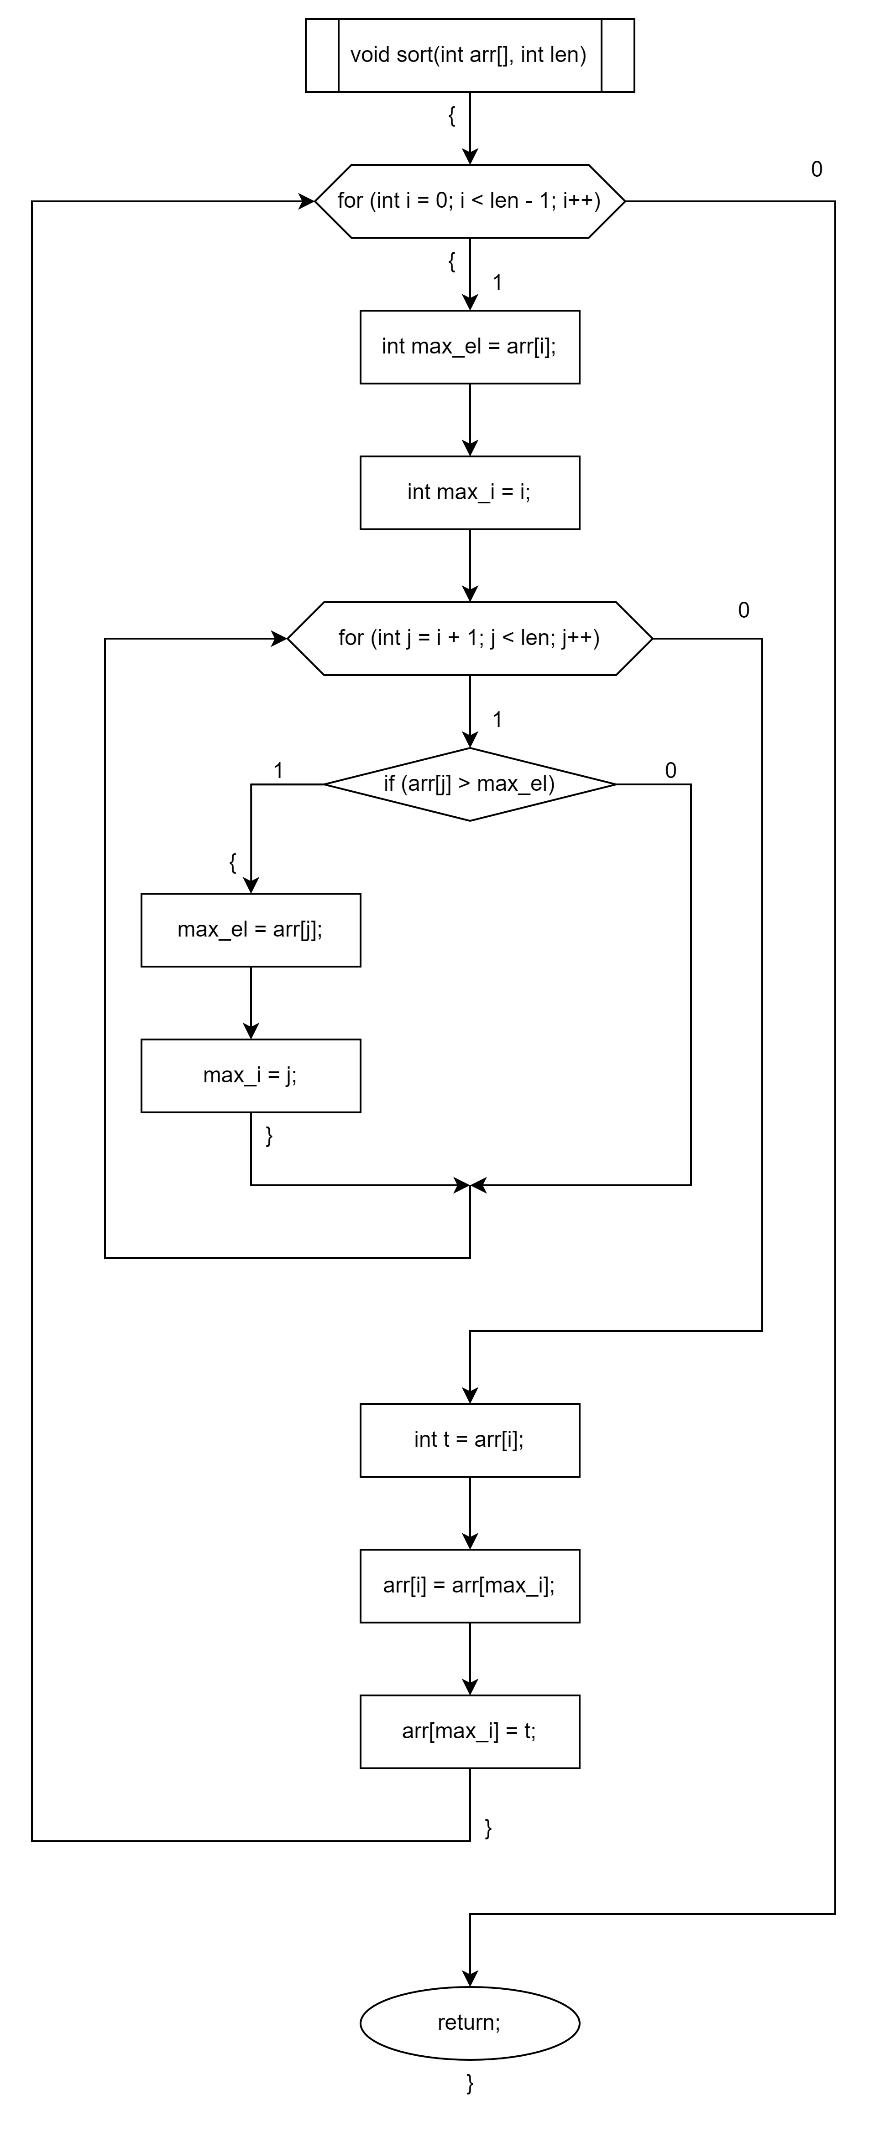 void sort(int arr[], int len)
{
0
for (int i = 0; i < len - 1; i++)
{
1
int max_el = arr[i];
int max_i = i;
0
for (int j = i + 1; j < len; j++)
1
1
if (arr[j] > max_el)
0
{
max_el = arr[j];
max_i = j;
}
int t = arr[i];
arr[i] = arr[max_i];
arr[max_i] = t;
}
return;
}